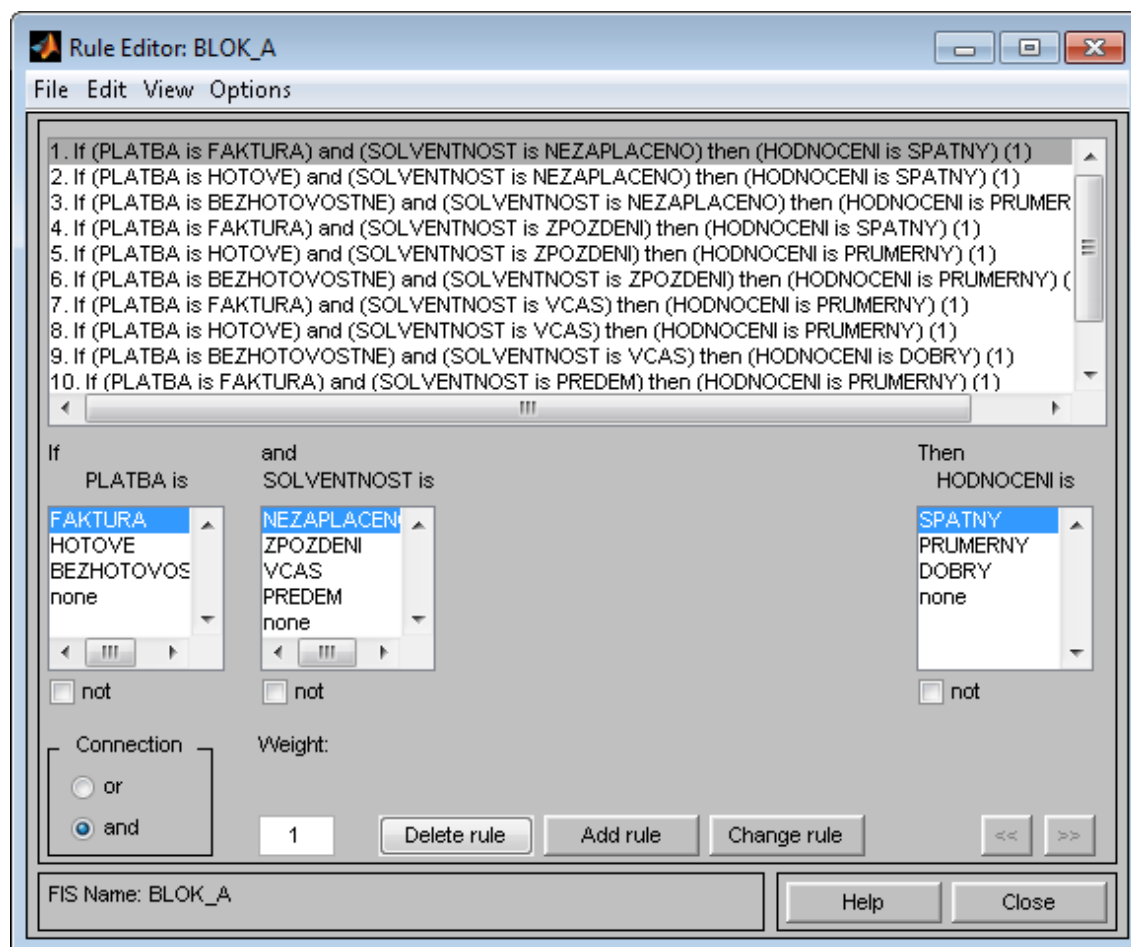 Rule Editor: BLOK_A
File Edit View Options
1. If (PLATBA is FAKTURA) and (SOLVENTNOST is NEZAPLACENO) then (HODNOCENI is SPATNY) (1)
2. If (PLATBA is HOTOVE) and (SOLVENTNOST is NEZAPLACENO) then (HODNOCENI is SPATNY) (1)
3. If (PLATBA is BEZHOTOVOSTNE) and (SOLVENTNOST is NEZAPLACENO) then (HODNOCENI is PRUMER
4. If (PLATBA is FAKTURA) and (SOLVENTNOST is ZPOZDENI) then (HODNOCENI is SPATNY) (1)
5. If (PLATBA is HOTOVE) and (SOLVENTNOST is ZPOZDENI) then (HODNOCENI is PRUMERNY) (1)
6. If (PLATBA is BEZHOTOVOSTNE) and (SOLVENTNOST is ZPOZDENI) then (HODNOCENI is PRUMERNY) (
7. If (PLATBA is FAKTURA) and (SOLVENTNOST is VCAS) then (HODNOCENI is PRUMERNY) (1)
8. If (PLATBA is HOTOVE) and (SOLVENTNOST is VCAS) then (HODNOCENI is PRUMERNY) (1)
9. If (PLATBA is BEZHOTOVOSTNE) and (SOLVENTNOST is VCAS) then (HODNOCENI is DOBRY) (1)
10. If (PLATBA is FAKTURA) and (SOLVENTNOST is PREDEM) then (HODNOCENI is PRUMERNY) (1)
If and Then
PLATBA is SOLVENTNOST is HODNOCENI is
FAKTURA NEZAPLACENO SPATNY
HOTOVE ZPOZDENI PRUMERNY
BEZHOTOVOS VCAS DOBRY
none PREDEM none
none
not not not
Connection Weight:
or
and 1 Delete rule Add rule Change rule << >>
FIS Name: BLOK_A Help Close